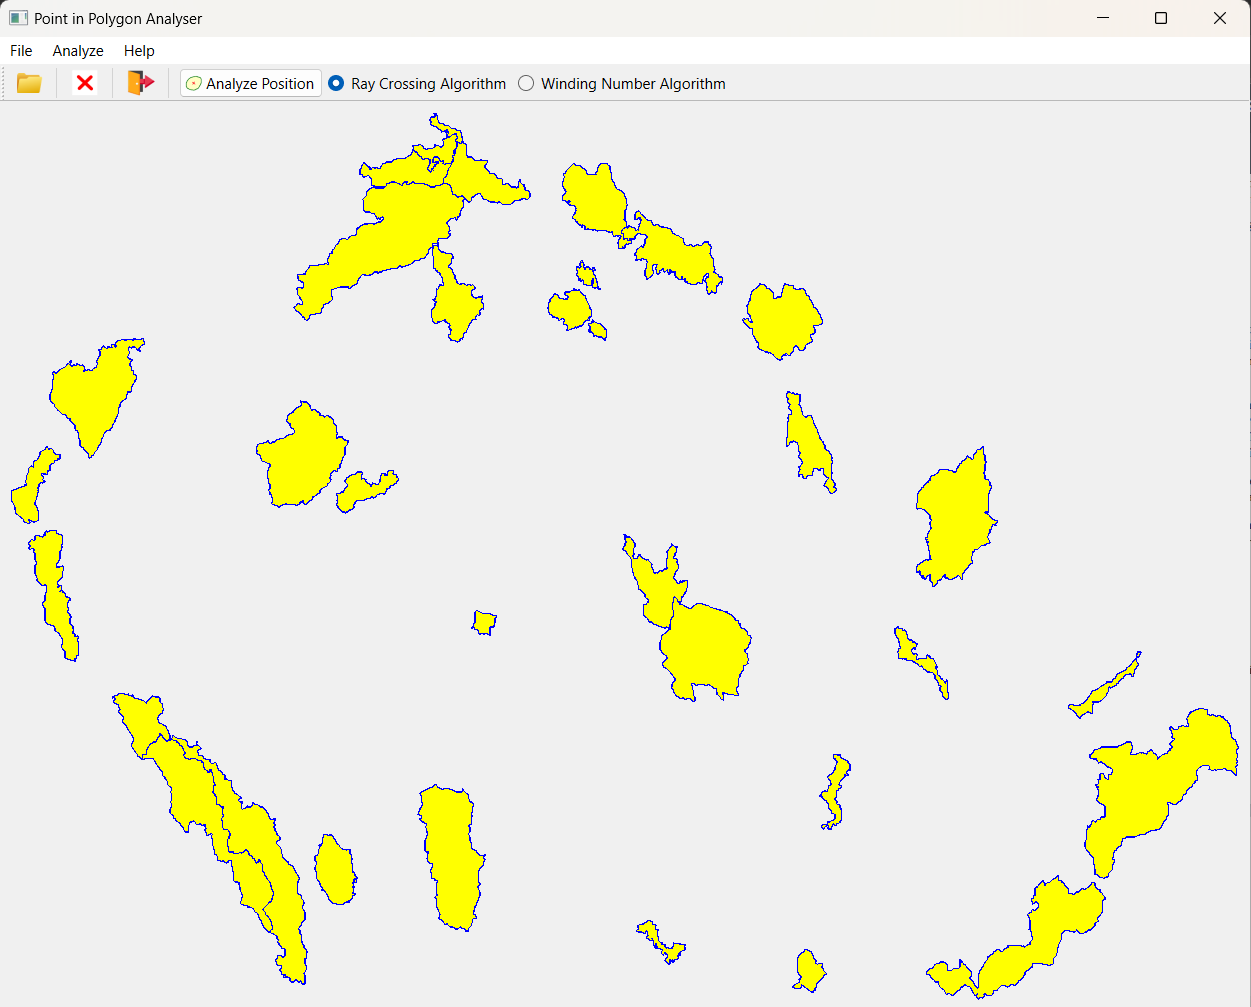 Point in Polygon Analyser
File Analyze Help
Analyze Position Ray Crossing Algorithm Winding Number Algorithm